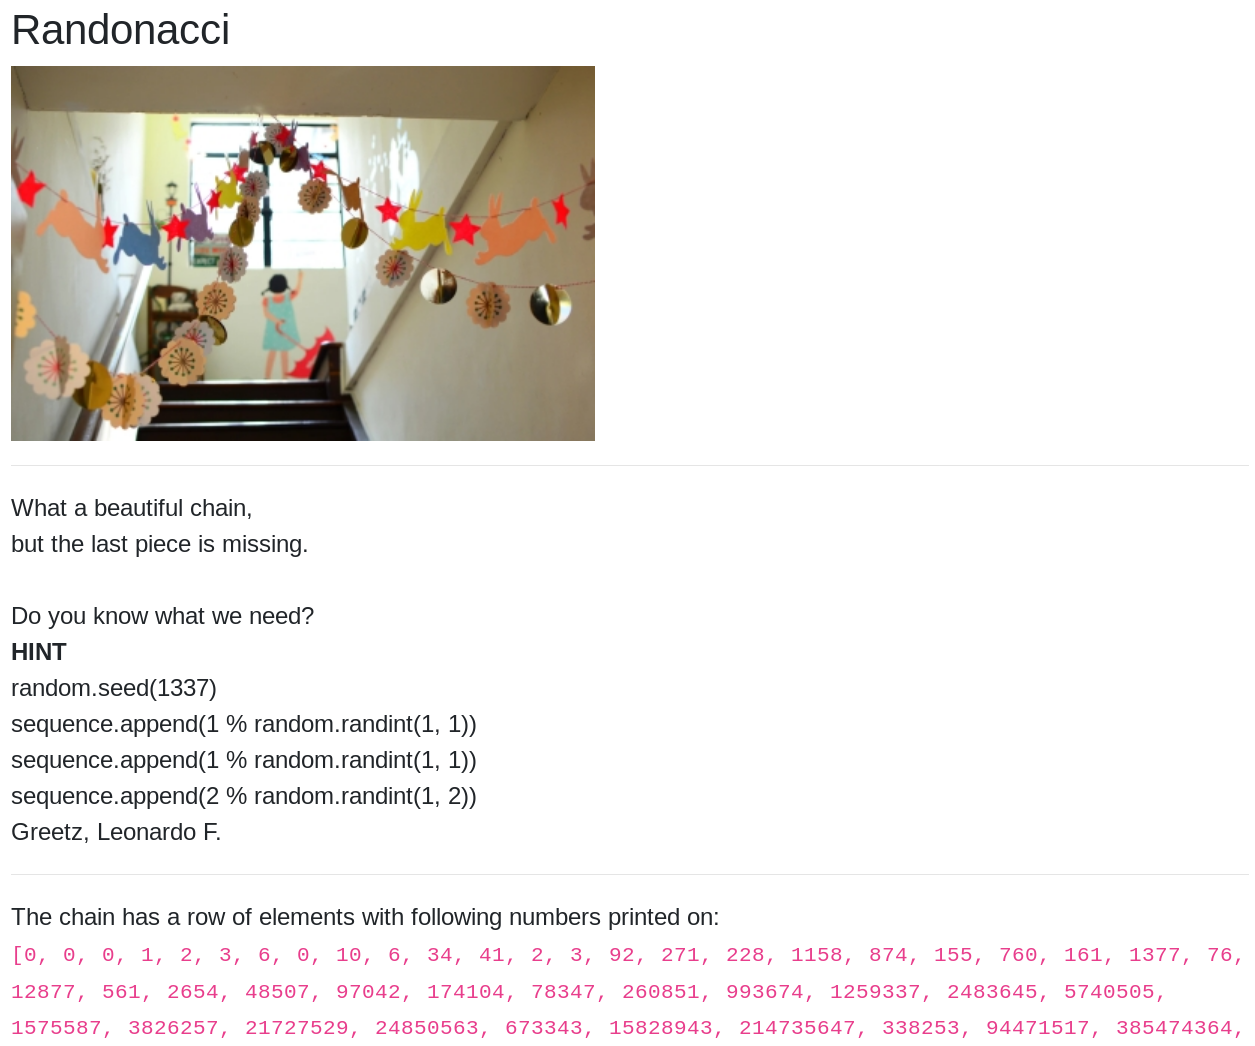 Randonacci
What a beautiful chain,
but the last piece is missing.
Do you know what we need?
HINT
random.seed(1337)
sequence.append(1 % random.randint(1, 1))
sequence.append(1 % random.randint(1, 1))
sequence.append(2 % random.randint(1, 2))
Greetz, Leonardo F.
The chain has a row of elements with following numbers printed on:
[0, 0, 0, 1, 2, 3, 6, 0, 10, 6, 34, 41, 2, 3, 92, 271, 228, 1158, 874, 155, 760, 161, 1377, 76,
12877, 561, 2654, 48507, 97042, 174104, 78347, 260851, 993674, 1259337, 2483645, 5740505,
1575587, 3826257, 21727529, 24850563, 673343, 15828943, 214735647, 338253, 94471517, 385474364,